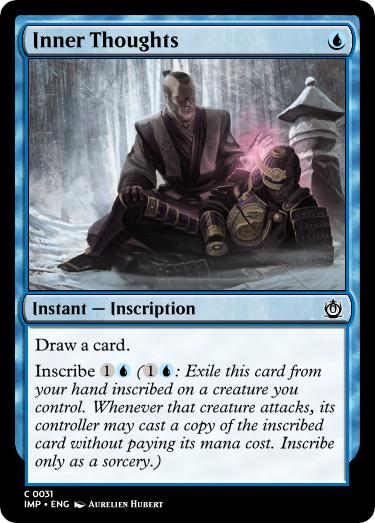 Inner Thoughts
Instant — Inscription
Draw a card.
Inscribe 1 (1 : Exile this card from
your hand inscribed on a creature you
control. Whenever that creature attacks, its
controller may cast a copy of the inscribed
card without paying its mana cost. Inscribe
only as a sorcery.)
C 0031
IMP • ENG Aurelien Hubert